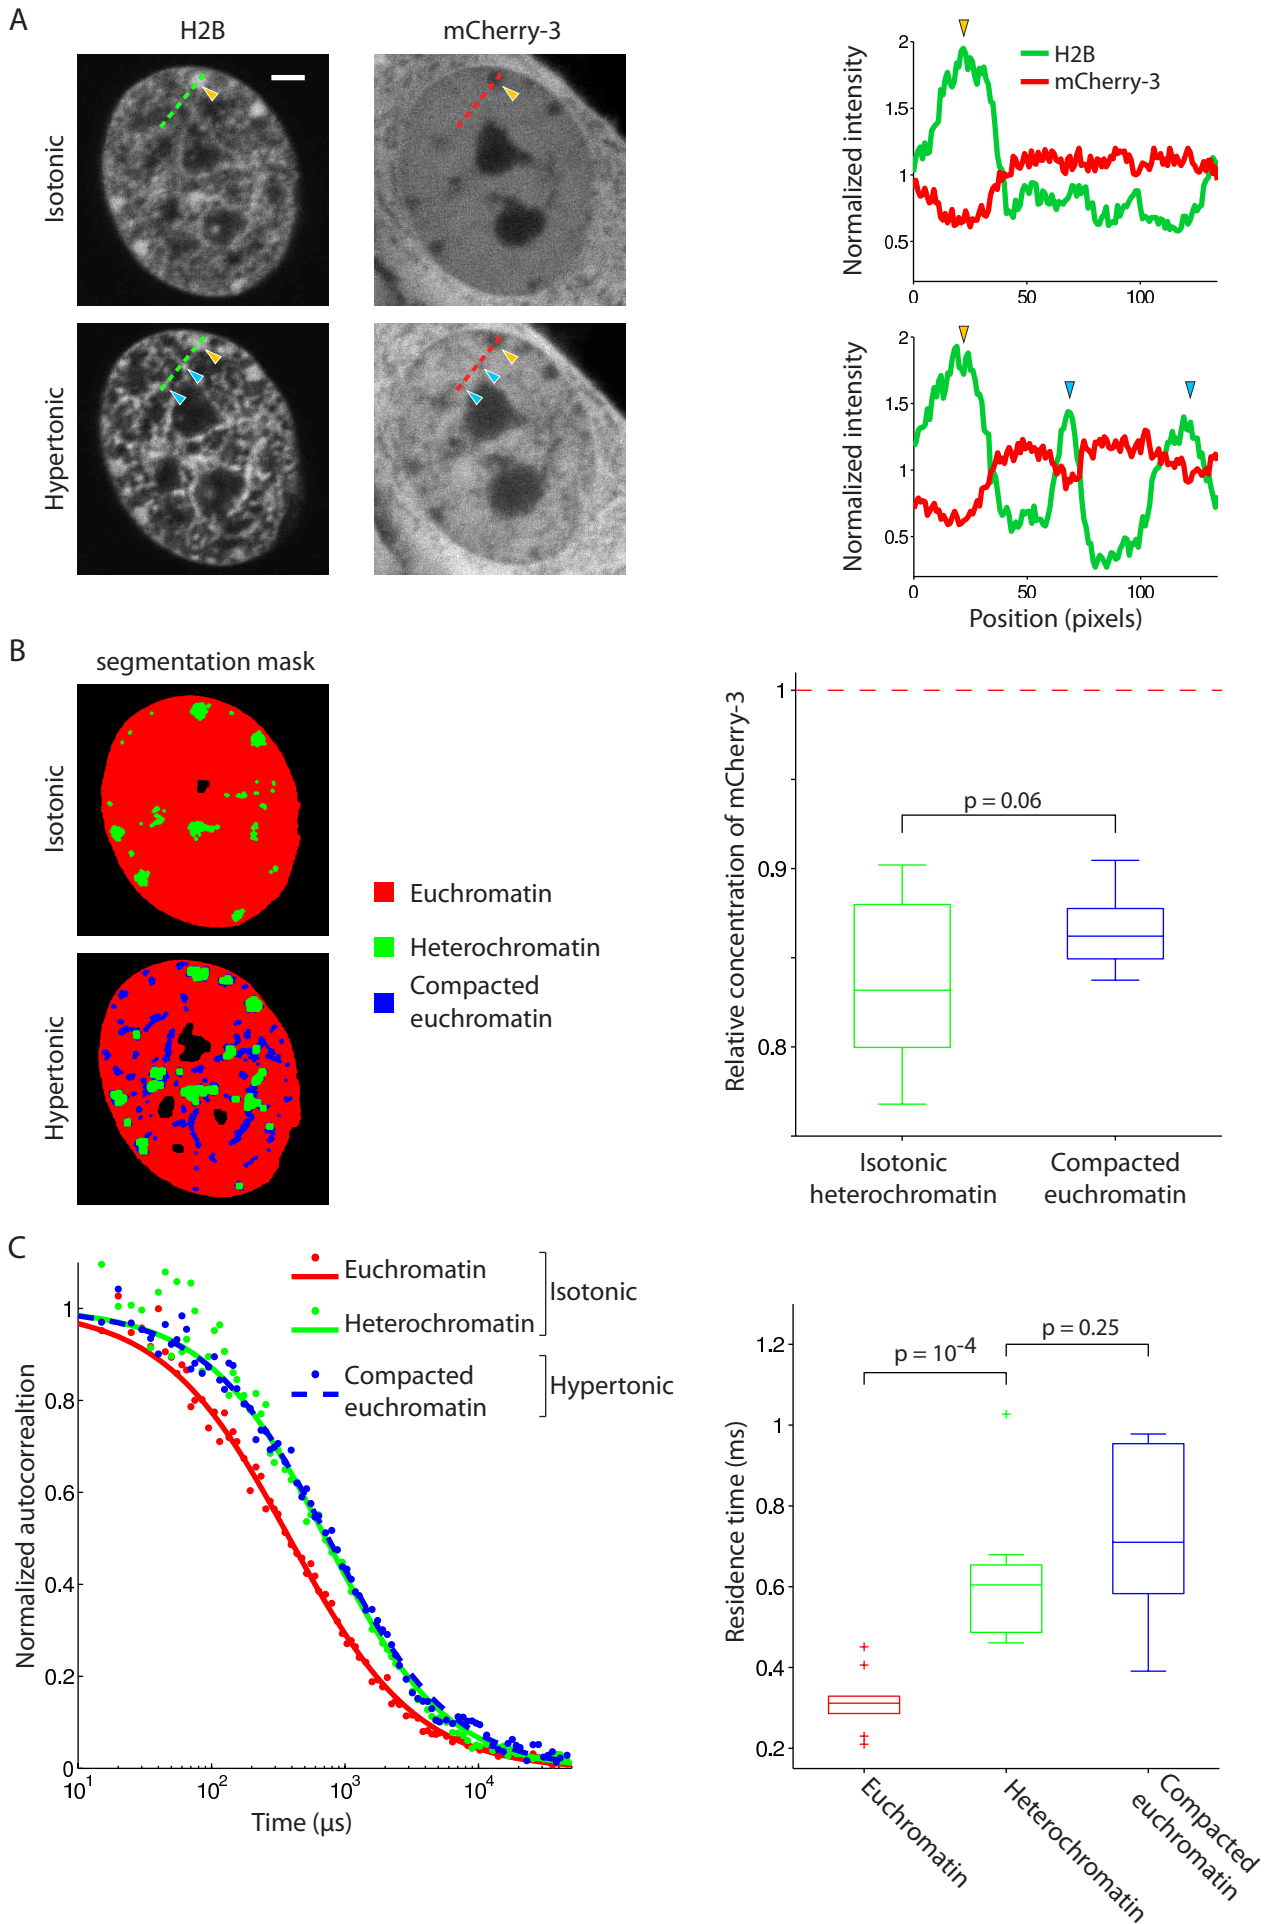 A
H2B
mCherry-3
Isotonic
Hypertonic
H2B
mCherry-3
Normalized intensity
2
1.5
1
0.5
0 50 100
Normalized intensity
2
1.5
1
0.5
0 50 100
Position (pixels)
B
segmentation mask
Isotonic
Hypertonic
Euchromatin
Heterochromatin
Compacted
euchromatin
Relative concentration of mCherry-3
1
0.9
0.8
p = 0.06
Isotonic
heterochromatin
Compacted
euchromatin
C
Euchromatin
Heterochromatin
Isotonic
Compacted
euchromatin
Hypertonic
Normalized autocorrealtion
1
0.8
0.6
0.4
0.2
0
10^1 10^2 10^3 10^4
Time (μs)
Residence time (ms)
1.2
1
0.8
0.6
0.4
0.2
p = 10^-4
p = 0.25
Euchromatin
Heterochromatin
Compacted
euchromatin